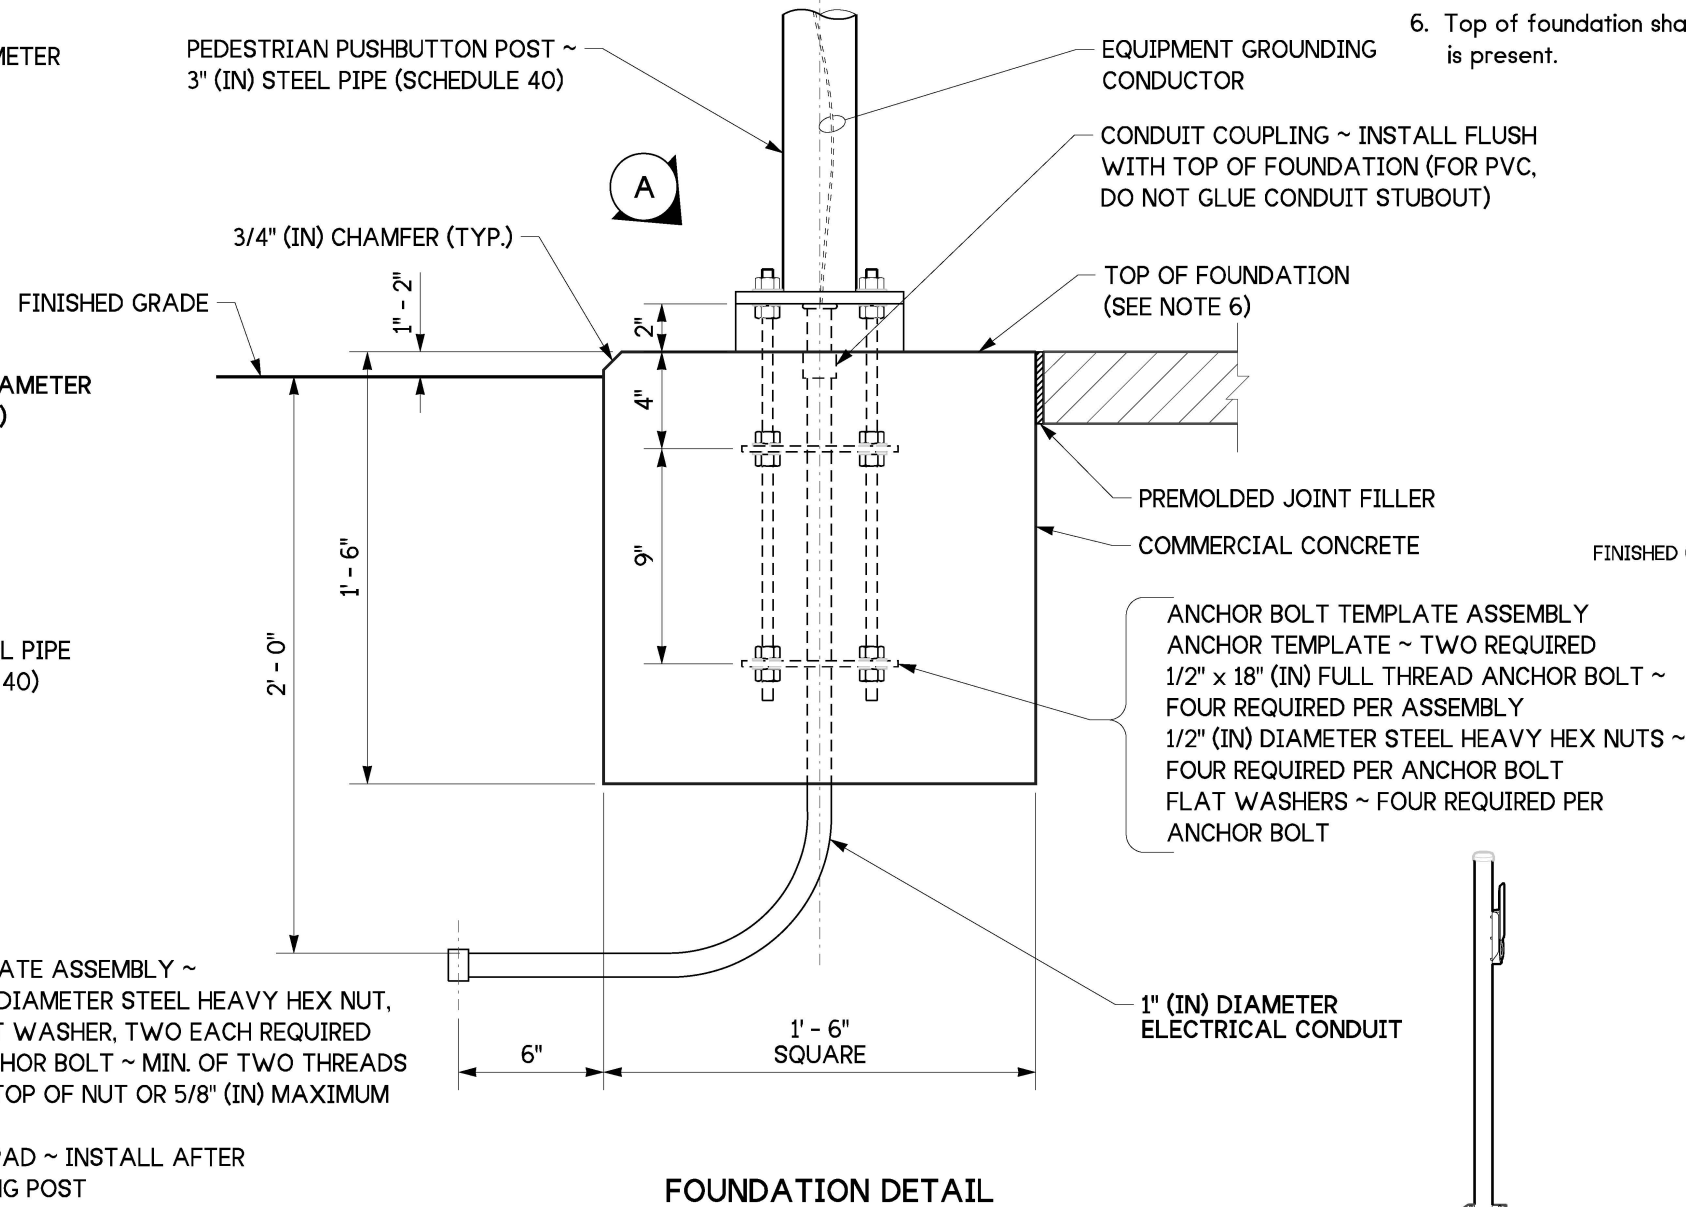 METER
PEDESTRIAN PUSHBUTTON POST ~
3" (IN) STEEL PIPE (SCHEDULE 40)
EQUIPMENT GROUNDING
CONDUCTOR
6. Top of foundation sha
is present.
CONDUIT COUPLING ~ INSTALL FLUSH
WITH TOP OF FOUNDATION (FOR PVC,
DO NOT GLUE CONDUIT STUBOUT)
A
3/4" (IN) CHAMFER (TYP.)
FINISHED GRADE
1" - 2"
2"
TOP OF FOUNDATION
(SEE NOTE 6)
AMETER
)
4"
9"
1' - 6"
2' - 0"
PREMOLDED JOINT FILLER
COMMERCIAL CONCRETE
FINISHED
ANCHOR BOLT TEMPLATE ASSEMBLY
ANCHOR TEMPLATE ~ TWO REQUIRED
1/2" x 18" (IN) FULL THREAD ANCHOR BOLT ~
FOUR REQUIRED PER ASSEMBLY
1/2" (IN) DIAMETER STEEL HEAVY HEX NUTS ~
FOUR REQUIRED PER ANCHOR BOLT
FLAT WASHERS ~ FOUR REQUIRED PER
ANCHOR BOLT
L PIPE
40)
ATE ASSEMBLY ~
DIAMETER STEEL HEAVY HEX NUT,
T WASHER, TWO EACH REQUIRED
HOR BOLT ~ MIN. OF TWO THREADS
TOP OF NUT OR 5/8" (IN) MAXIMUM
PAD ~ INSTALL AFTER
NG POST
6"
1' - 6"
SQUARE
1" (IN) DIAMETER
ELECTRICAL CONDUIT
FOUNDATION DETAIL